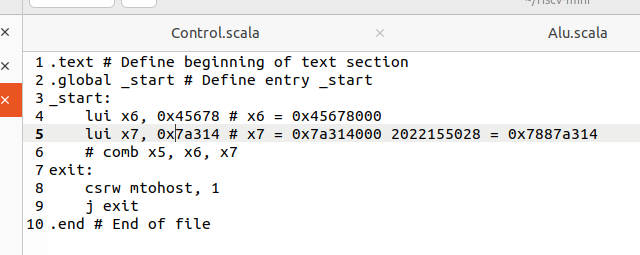 ~/riscv-mini
Control.scala × Alu.scala
1 .text # Define beginning of text section
2 .global _start # Define entry _start
3 _start:
4     lui x6, 0x45678 # x6 = 0x45678000
5     lui x7, 0x7a314 # x7 = 0x7a314000 2022155028 = 0x7887a314
6     # comb x5, x6, x7
7 exit:
8     csrw mtohost, 1
9     j exit
10 .end # End of file